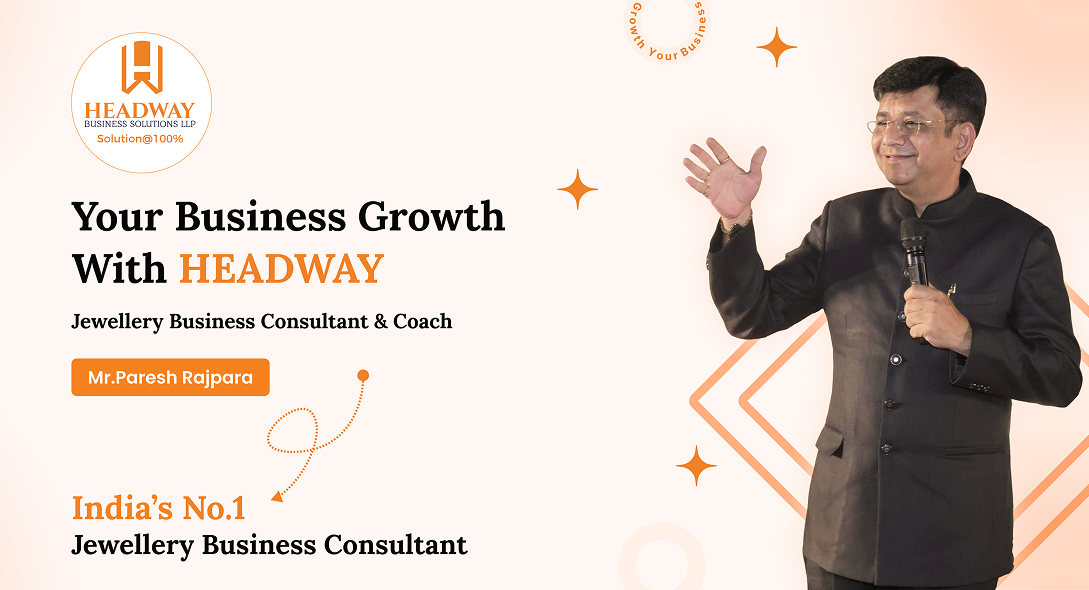 HEADWAY
BUSINESS SOLUTIONS LLP
Solution@100%
Growth Your Business
Your Business Growth
With HEADWAY
Jewellery Business Consultant & Coach
Mr.Paresh Rajpara
India's No.1
Jewellery Business Consultant